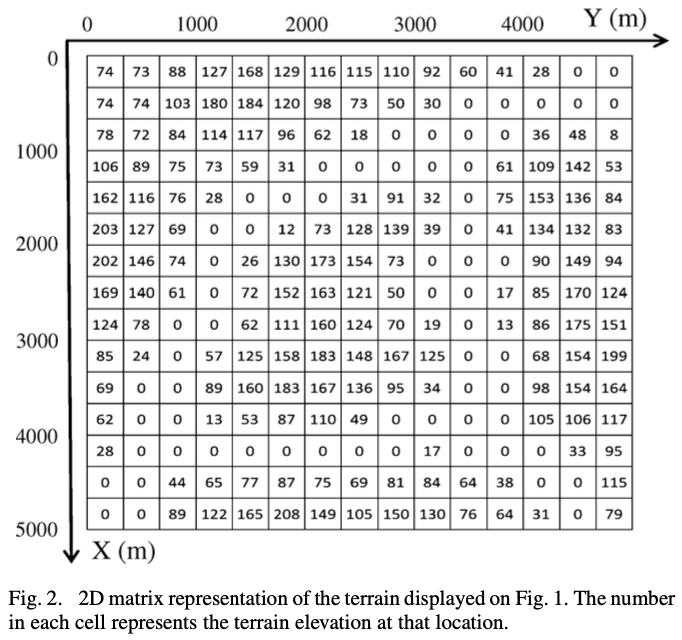 0 1000 2000 3000 4000 Y (m)
0
74 73 88 127 168 129 116 115 110 92 60 41 28 0 0
74 74 103 180 184 120 98 73 50 30 0 0 0 0 0
78 72 84 114 117 96 62 18 0 0 0 0 36 48 8
1000
106 89 75 73 59 31 0 0 0 0 0 61 109 142 53
162 116 76 28 0 0 0 31 91 32 0 75 153 136 84
203 127 69 0 0 12 73 128 139 39 0 41 134 132 83
2000
202 146 74 0 26 130 173 154 73 0 0 0 90 149 94
169 140 61 0 72 152 163 121 50 0 0 17 85 170 124
124 78 0 0 62 111 160 124 70 19 0 13 86 175 151
3000
85 24 0 57 125 158 183 148 167 125 0 0 68 154 199
69 0 0 89 160 183 167 136 95 34 0 0 98 154 164
62 0 0 13 53 87 110 49 0 0 0 0 105 106 117
4000
28 0 0 0 0 0 0 0 0 17 0 0 0 33 95
0 0 44 65 77 87 75 69 81 84 64 38 0 0 115
0 0 89 122 165 208 149 105 150 130 76 64 31 0 79
5000
X (m)
Fig. 2. 2D matrix representation of the terrain displayed on Fig. 1. The number
in each cell represents the terrain elevation at that location.